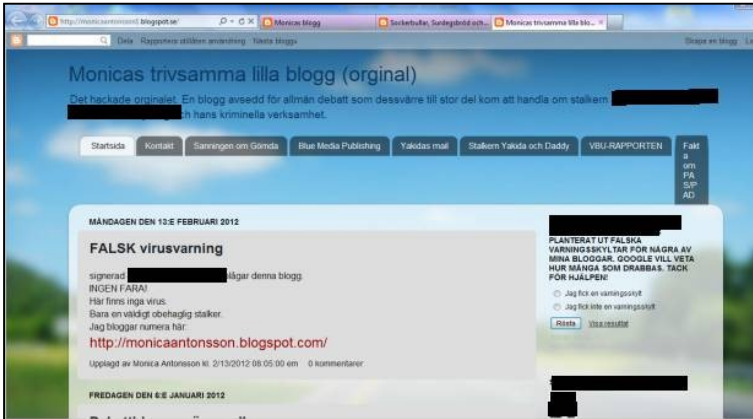 http://monicaantonsson1.blogspot.se/
Monicas blogg
Sockerbullar, Surdegsbröd och...
Monicas trivsamma lilla blo...
Dela Rapportera otillåten användning Nästa blogg»
Skapa en blogg
Monicas trivsamma lilla blogg (orginal)
Det hackade orginalet. En blogg avsedd för allmän debatt som dessvärre till stor del kom att handla om stalkern
och hans kriminella verksamhet.
Startsida
Kontakt
Sanningen om Gömda
Blue Media Publishing
Yakidas mail
Stalkern Yakida och Daddy
VBU-RAPPORTEN
Fakt
a
om
PA
S/P
AD
MÅNDAGEN DEN 13:E FEBRUARI 2012
FALSK virusvarning
signerad plågar denna blogg.
INGEN FARA!
Här finns inga virus.
Bara en väldigt obehaglig stalker.
Jag bloggar numera här:
http://monicaantonsson.blogspot.com/
Upplagt av Monica Antonsson kl. 2/13/2012 08:05:00 em 0 kommentarer
FREDAGEN DEN 6:E JANUARI 2012
PLANTERAT UT FALSKA
VARNINGSSKYLTAR FÖR NÅGRA AV
MINA BLOGGAR. GOOGLE VILL VETA
HUR MÅNGA SOM DRABBAS. TACK
FÖR HJÄLPEN!
Jag fick en varningsskylt
Jag fick inte en varningsskylt
Rösta
Visa resultat